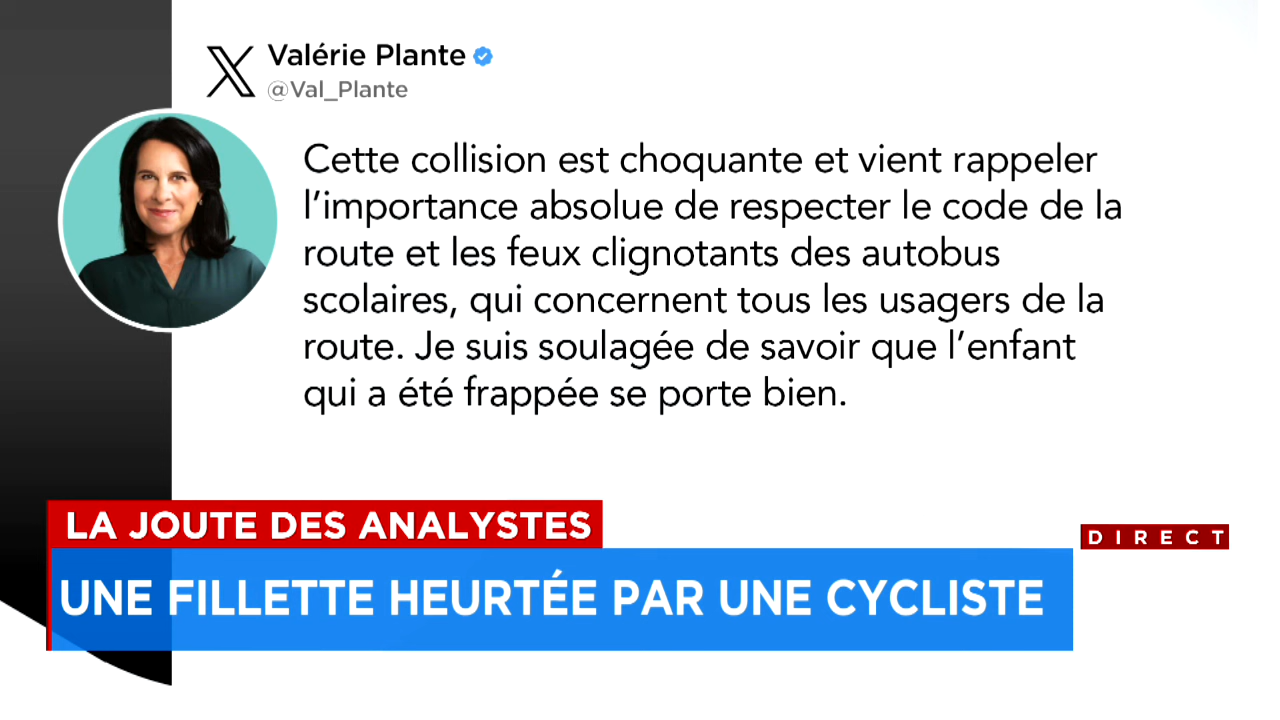 Valérie Plante
@Val_Plante
Cette collision est choquante et vient rappeler
l'importance absolue de respecter le code de la
route et les feux clignotants des autobus
scolaires, qui concernent tous les usagers de la
route. Je suis soulagée de savoir que l'enfant
qui a été frappée se porte bien.
LA JOUTE DES ANALYSTES
DIRECT
UNE FILLETTE HEURTÉE PAR UNE CYCLISTE